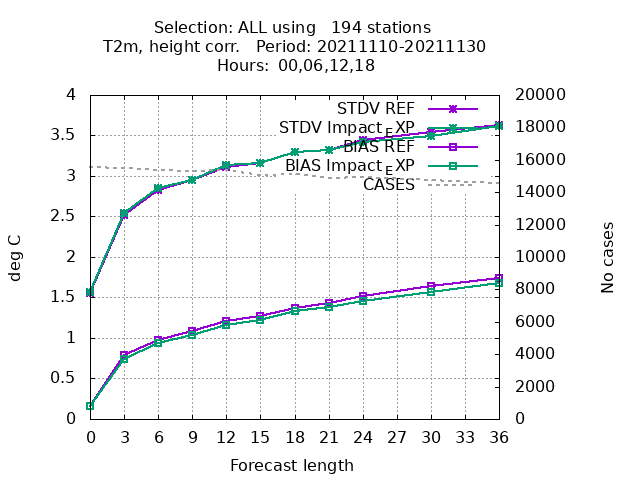 Selection: ALL using 194 stations
T2m, height corr. Period: 20211110-20211130
Hours: 00,06,12,18
4
3.5
3
2.5
2
1.5
1
0.5
0
20000
18000
16000
14000
12000
10000
8000
6000
4000
2000
0
STDV REF
STDV Impact_EXP
BIAS REF
BIAS Impact_EXP
CASES
deg C
No cases
0 3 6 9 12 15 18 21 24 27 30 33 36
Forecast length